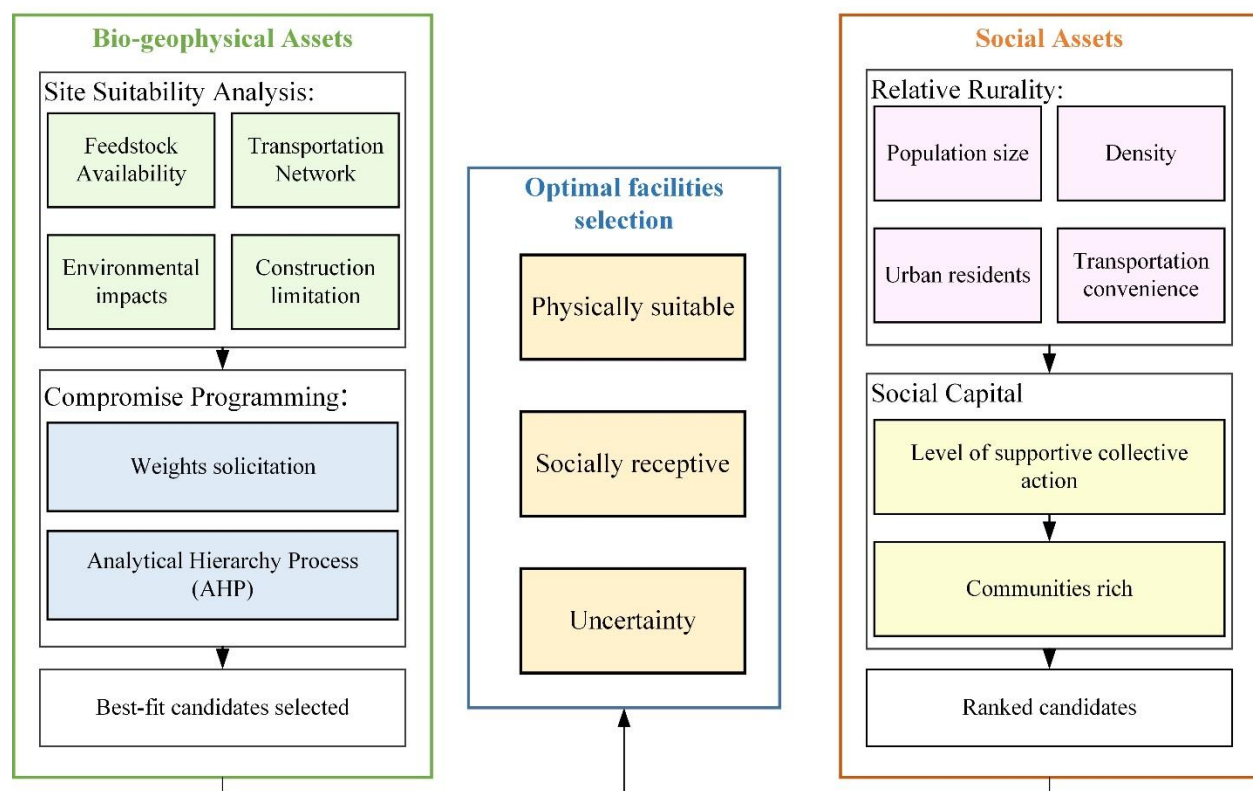 Bio-geophysical Assets
Site Suitability Analysis:
Feedstock
Availability
Transportation
Network
Environmental
impacts
Construction
limitation
Compromise Programming:
Weights solicitation
Analytical Hierarchy Process
(AHP)
Best-fit candidates selected
Optimal facilities
selection
Physically suitable
Socially receptive
Uncertainty
Social Assets
Relative Rurality:
Population size
Density
Urban residents
Transportation
convenience
Social Capital
Level of supportive collective
action
Communities rich
Ranked candidates